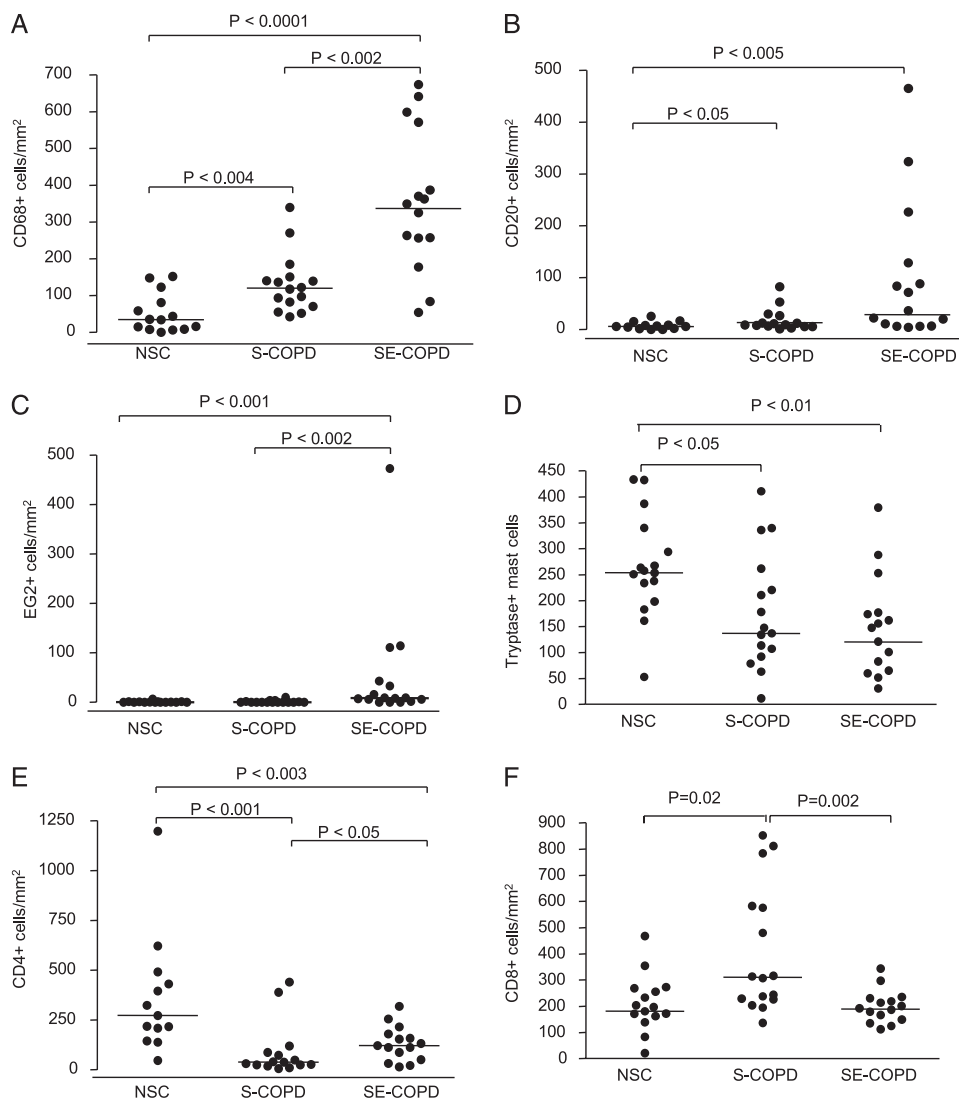 A
P < 0.0001
P < 0.002
P < 0.004
CD68+ cells/mm²
700
600
500
400
300
200
100
0
NSC
S-COPD
SE-COPD
B
P < 0.005
P < 0.05
CD20+ cells/mm²
500
400
300
200
100
0
NSC
S-COPD
SE-COPD
C
P < 0.001
P < 0.002
EG2+ cells/mm²
500
400
300
200
100
0
NSC
S-COPD
SE-COPD
D
P < 0.01
P < 0.05
Tryptase+ mast cells
450
400
350
300
250
200
150
100
50
0
NSC
S-COPD
SE-COPD
E
P < 0.003
P < 0.001
P < 0.05
CD4+ cells/mm²
1250
1000
750
500
250
0
NSC
S-COPD
SE-COPD
F
P=0.02
P=0.002
CD8+ cells/mm²
900
800
700
600
500
400
300
200
100
0
NSC
S-COPD
SE-COPD